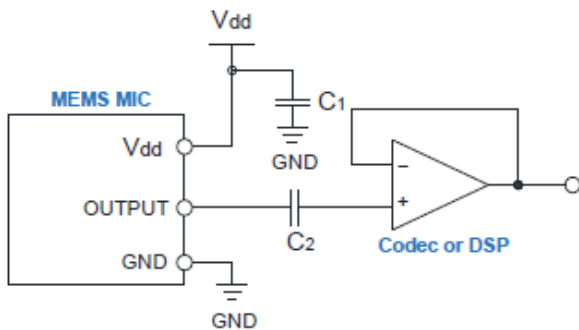 Vdd
MEMS MIC
C1
Vdd
GND
−
OUTPUT
+
C2
Codec or DSP
GND
GND